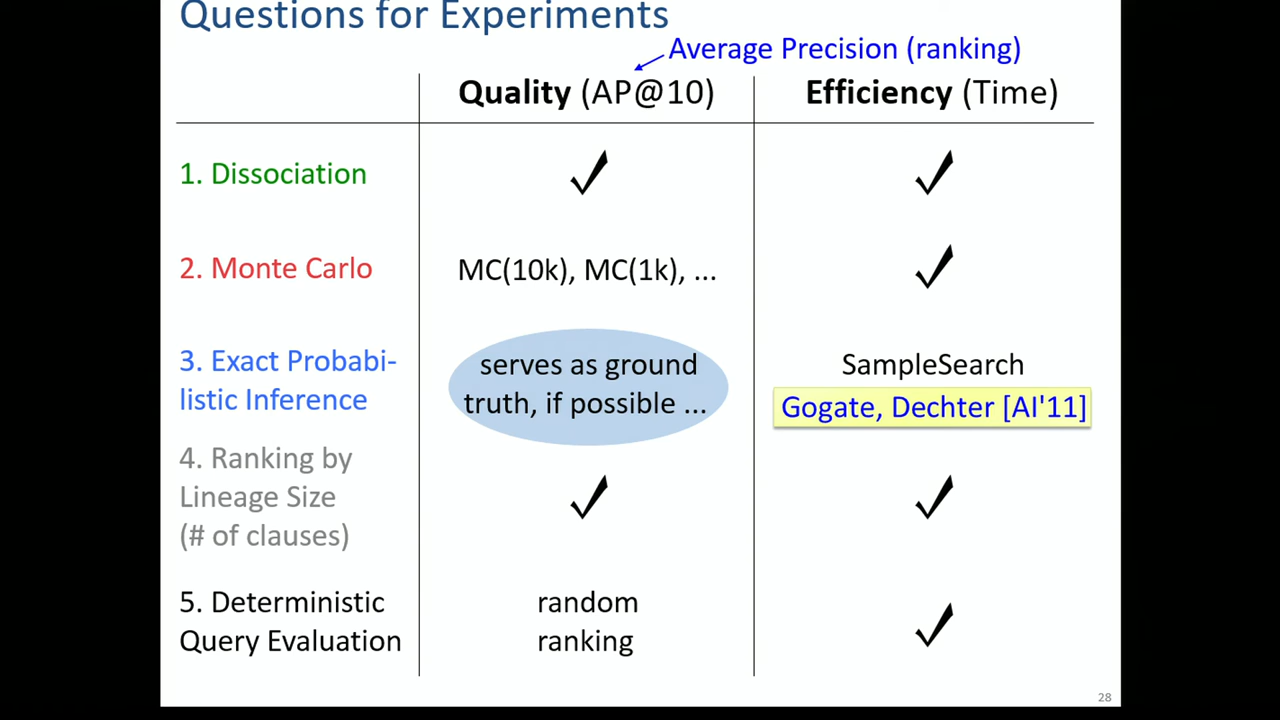 Questions for Experiments
Average Precision (ranking)
Quality (AP@10)
Efficiency (Time)
1. Dissociation
2. Monte Carlo
MC(10k), MC(1k), ...
3. Exact Probabi-
listic Inference
serves as ground
truth, if possible ...
SampleSearch
Gogate, Dechter [AI'11]
4. Ranking by
Lineage Size
(# of clauses)
5. Deterministic
Query Evaluation
random
ranking
28